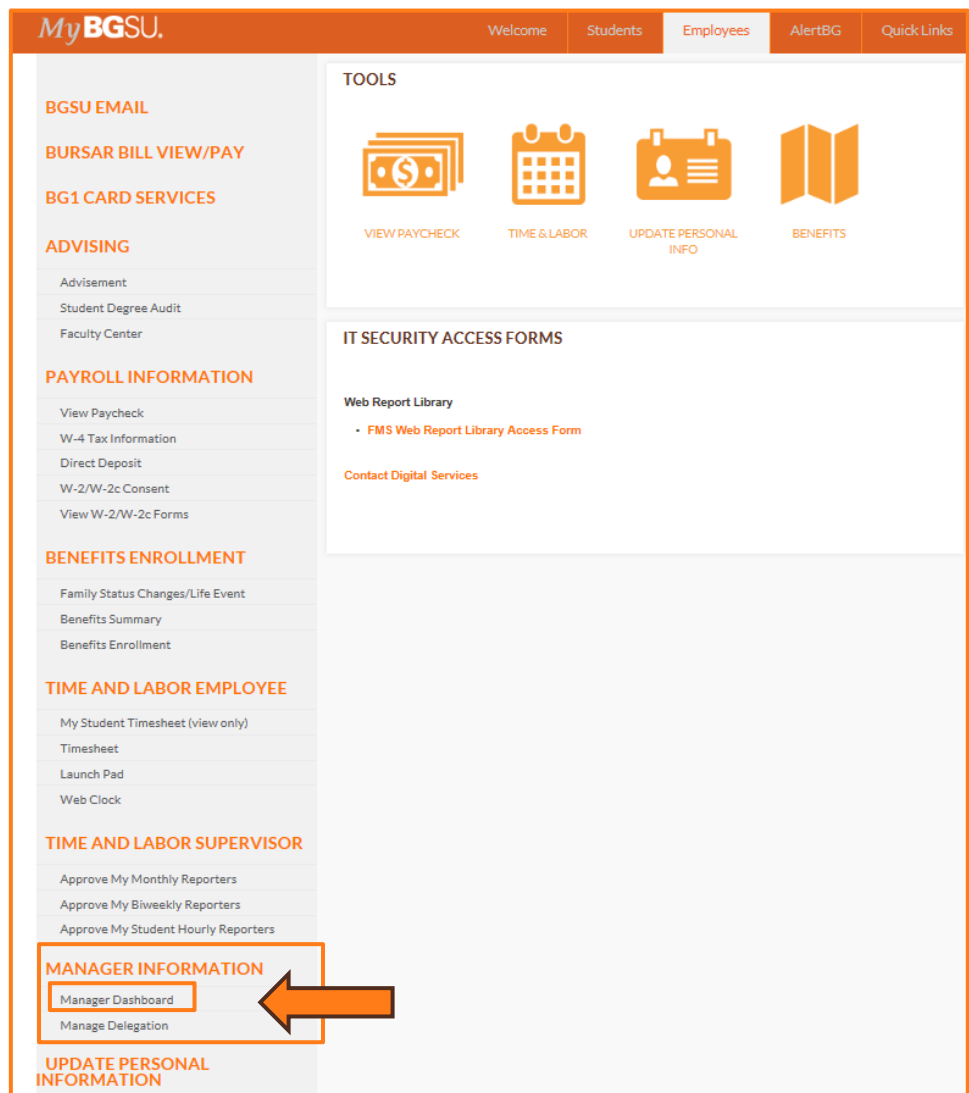 My BGSU.
Welcome Students Employees AlertBG Quick Links
BGSU EMAIL
BURSAR BILL VIEW/PAY
BG1 CARD SERVICES
ADVISING
Advisement
Student Degree Audit
Faculty Center
PAYROLL INFORMATION
View Paycheck
W-4 Tax Information
Direct Deposit
W-2/W-2c Consent
View W-2/W-2c Forms
BENEFITS ENROLLMENT
Family Status Changes/Life Event
Benefits Summary
Benefits Enrollment
TIME AND LABOR EMPLOYEE
My Student Timesheet (view only)
Timesheet
Launch Pad
Web Clock
TIME AND LABOR SUPERVISOR
Approve My Monthly Reporters
Approve My Biweekly Reporters
Approve My Student Hourly Reporters
MANAGER INFORMATION
Manager Dashboard
Manage Delegation
UPDATE PERSONAL
INFORMATION
TOOLS
VIEW PAYCHECK TIME & LABOR UPDATE PERSONAL BENEFITS
INFO
IT SECURITY ACCESS FORMS
Web Report Library
• FMS Web Report Library Access Form
Contact Digital Services